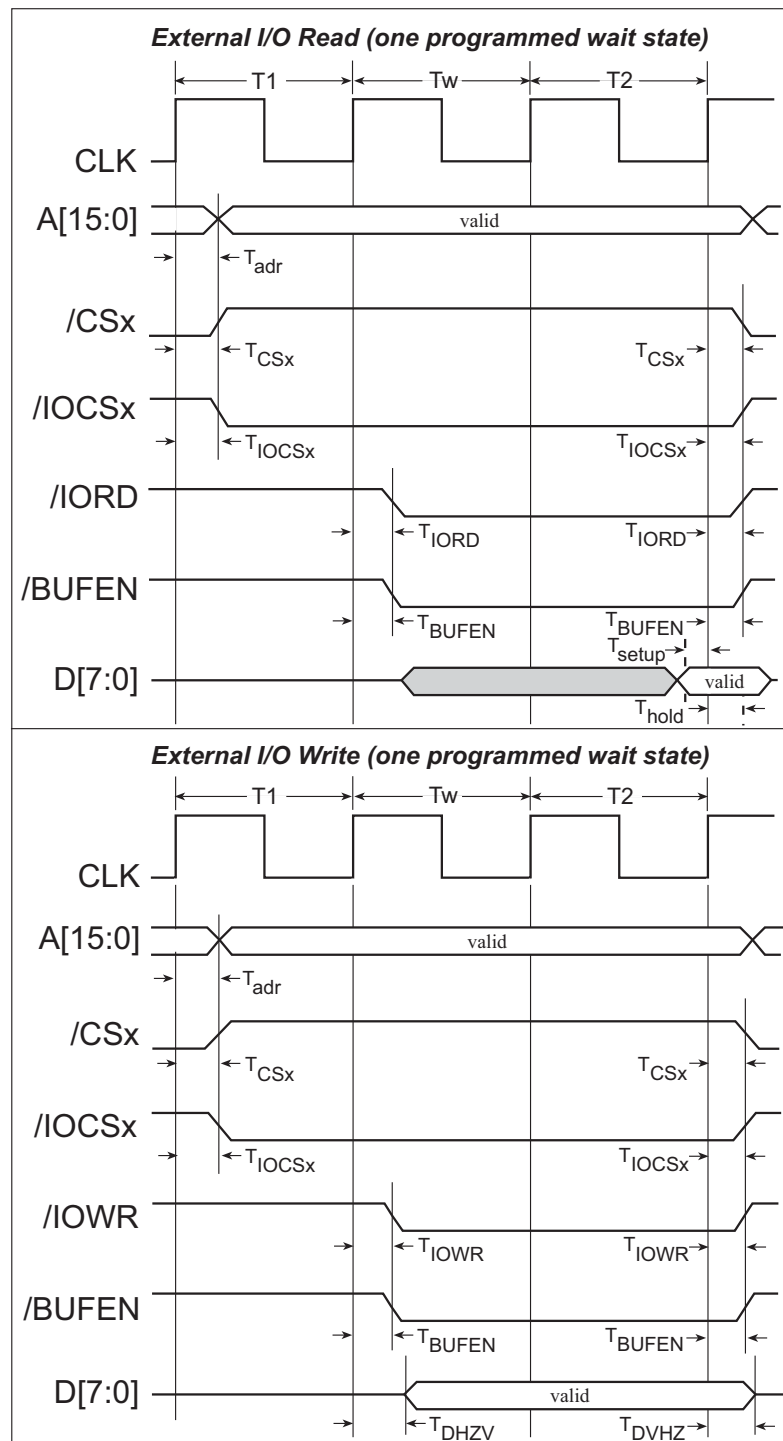 External I/O Read (one programmed wait state)
T1 Tw T2
CLK
A[15:0] valid
Tadr
/CSx
TCSx TCSx
/IOCSx
TIOCSx TIOCSx
/IORD
TIORD TIORD
/BUFEN
TBUFEN TBUFEN
Tsetup
D[7:0] valid
Thold
External I/O Write (one programmed wait state)
T1 Tw T2
CLK
A[15:0] valid
Tadr
/CSx
TCSx TCSx
/IOCSx
TIOCSx TIOCSx
/IOWR
TIOWR TIOWR
/BUFEN
TBUFEN TBUFEN
D[7:0] valid
TDHZV TDVHZ